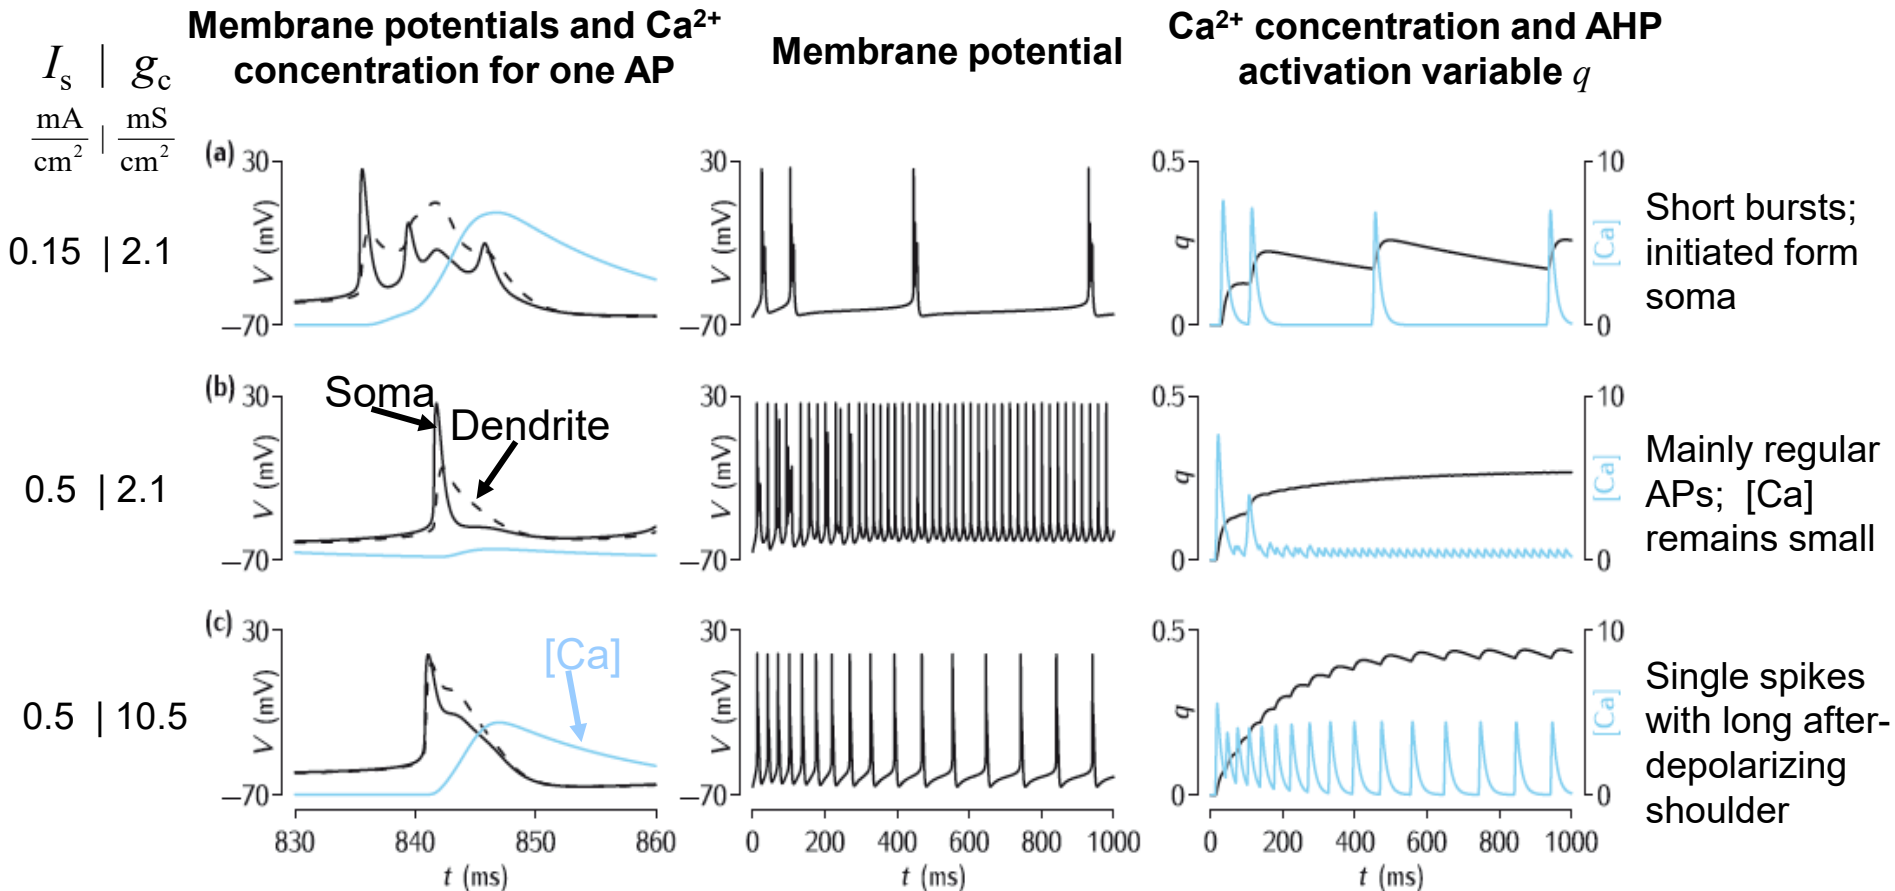 Membrane potentials and Ca²⁺
concentration for one AP
Membrane potential
Ca²⁺ concentration and AHP
activation variable q
I_s | g_c
mA/cm² | mS/cm²
(a)
30
V (mV)
–70
30
V (mV)
–70
0.5
q
0
10
[Ca]
0
0.15 | 2.1
Short bursts;
initiated form
soma
(b)
30
V (mV)
–70
Soma
Dendrite
30
V (mV)
–70
0.5
q
0
10
[Ca]
0
0.5 | 2.1
Mainly regular
APs; [Ca]
remains small
(c)
30
V (mV)
–70
[Ca]
30
V (mV)
–70
0.5
q
0
10
[Ca]
0
0.5 | 10.5
Single spikes
with long after-
depolarizing
shoulder
830 840 850 860
t (ms)
0 200 400 600 800 1000
t (ms)
0 200 400 600 800 1000
t (ms)